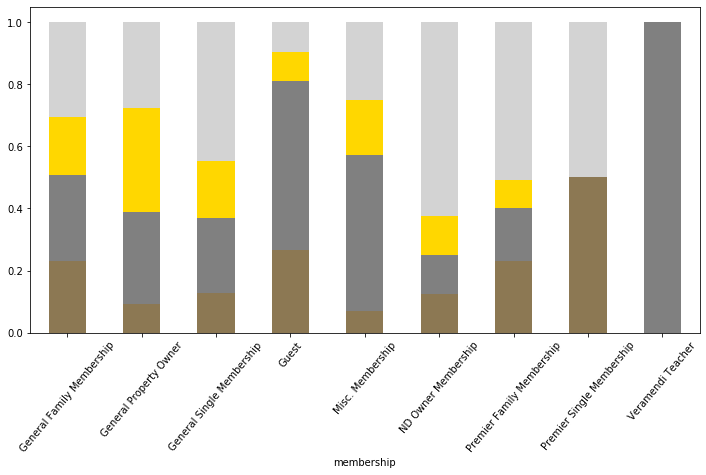 1.0
0.8
0.6
0.4
0.2
0.0
General Family Membership
General Property Owner
General Single Membership
Guest
Misc. Membership
ND Owner Membership
Premier Family Membership
Premier Single Membership
Veramendi Teacher
membership